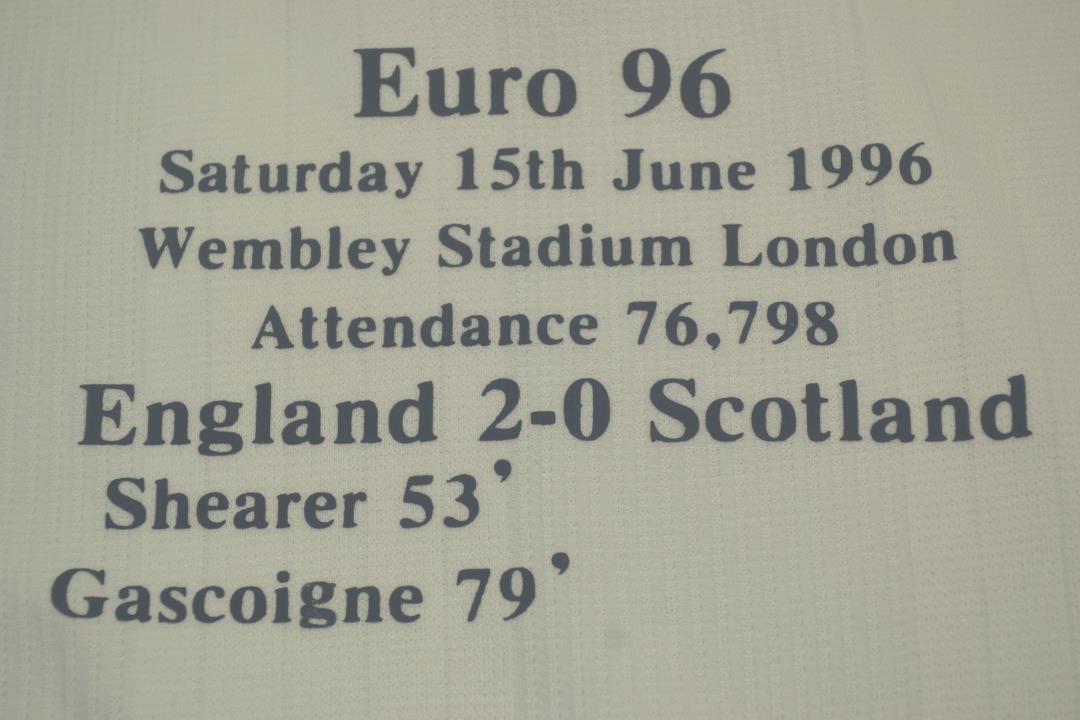 Euro 96
Saturday 15th June 1996
Wembley Stadium London
Attendance 76,798
England 2-0 Scotland
Shearer 53’
Gascoigne 79’